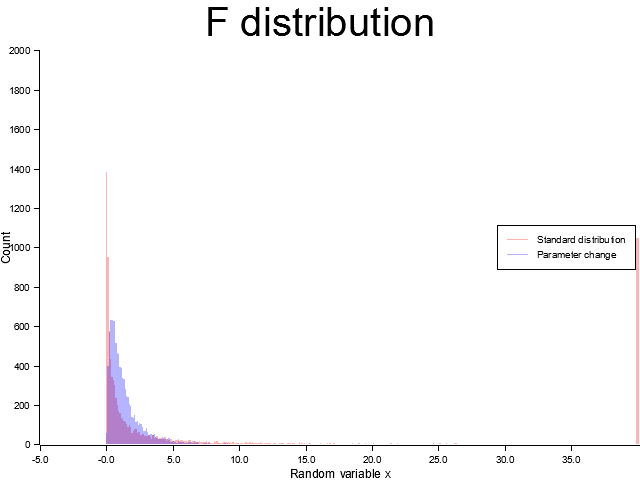 F distribution
2000
1800
1600
1400
1200
1000
800
600
400
200
0
Count
Standard distribution
Parameter change
-5.0 -0.0 5.0 10.0 15.0 20.0 25.0 30.0 35.0
Random variable x